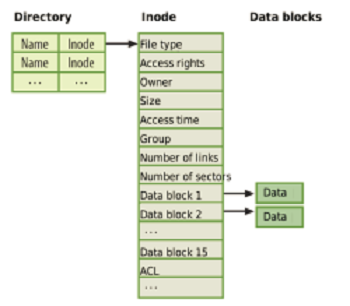 Directory Inode Data blocks
Name Inode
Name Inode
... ...
File type
Access rights
Owner
Size
Access time
Group
Number of links
Number of sectors
Data block 1
Data block 2
...
Data block 15
ACL
...
Data
Data